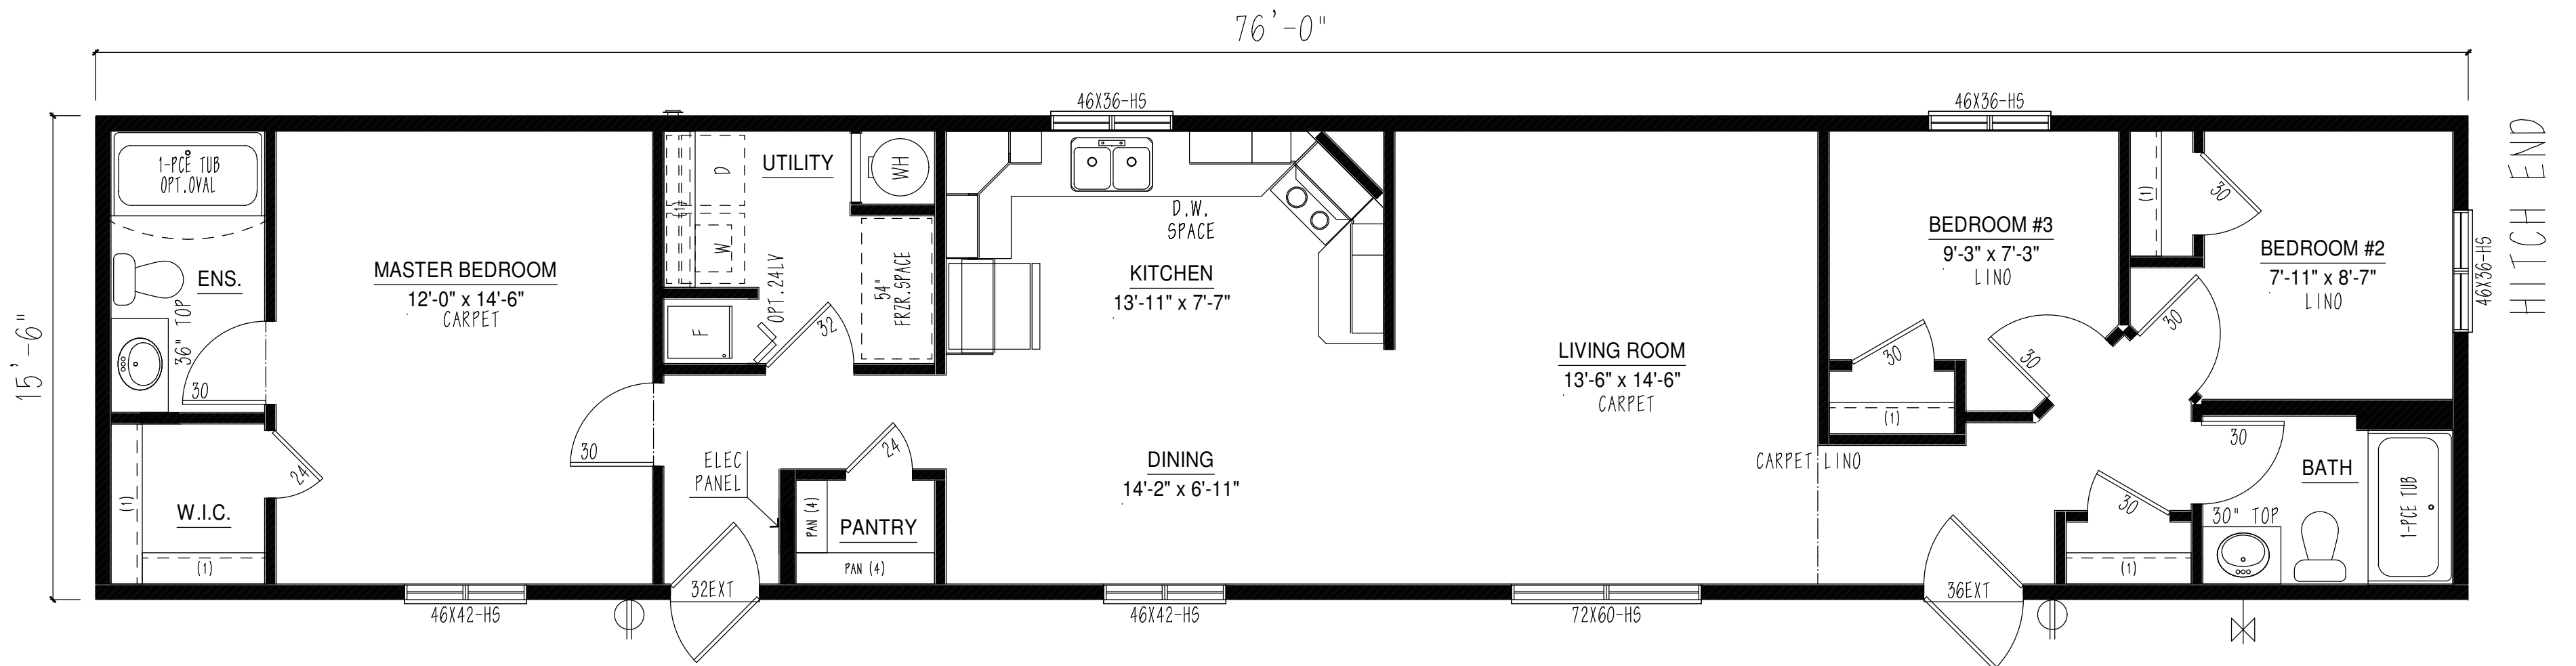 76'-0"
15'-6"
HITCH END
46X36-HS
46X36-HS
1-PCE TUB
OPT.OVAL
ENS.
36" TOP
30
W.I.C.
(1)
(1)
24
MASTER BEDROOM
12'-0" x 14'-6"
CARPET
30
46X42-HS
UTILITY
D
W
(1)
WH
54"
FRZR.SPACE
OPT.24LV
F
32
ELEC
PANEL
24
PAN (4)
PANTRY
PAN (4)
32EXT
D.W.
SPACE
KITCHEN
13'-11" x 7'-7"
DINING
14'-2" x 6'-11"
46X42-HS
LIVING ROOM
13'-6" x 14'-6"
CARPET
72X60-HS
CARPET LINO
BEDROOM #3
9'-3" x 7'-3"
LINO
30
(1)
30
(1)
30
BEDROOM #2
7'-11" x 8'-7"
LINO
30
46X36-HS
30
BATH
30" TOP
1-PCE TUB
30
(1)
36EXT